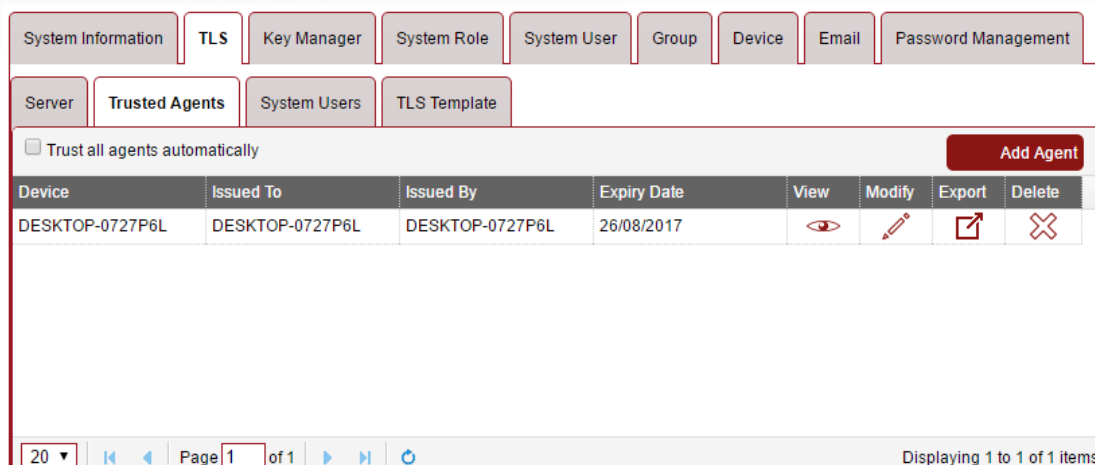 System Information TLS Key Manager System Role System User Group Device Email Password Management
Server Trusted Agents System Users TLS Template
Trust all agents automatically Add Agent
Device Issued To Issued By Expiry Date View Modify Export Delete
DESKTOP-0727P6L DESKTOP-0727P6L DESKTOP-0727P6L 26/08/2017
20 Page 1 of 1 Displaying 1 to 1 of 1 items